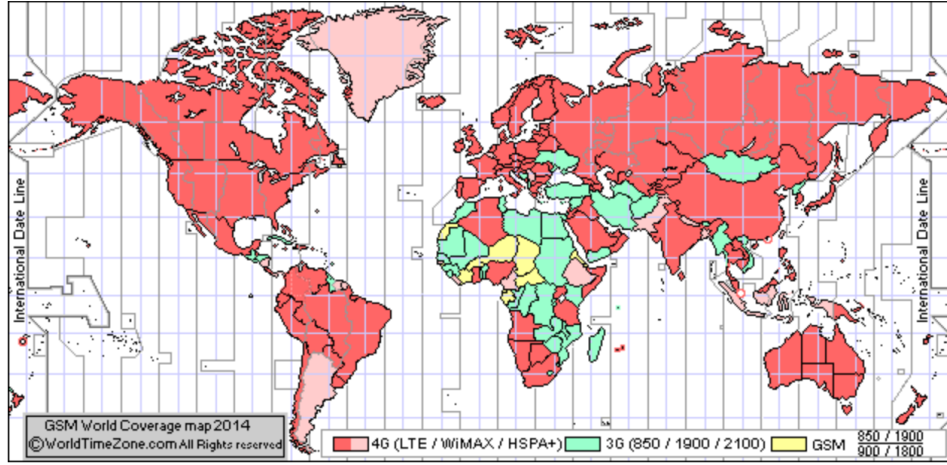 International Date Line
International Date Line
GSM World Coverage map 2014
©WorldTimeZone.com All Rights reserved
4G (LTE / WiMAX / HSPA+) 3G (850 / 1900 / 2100) GSM 850 / 1900
900 / 1800